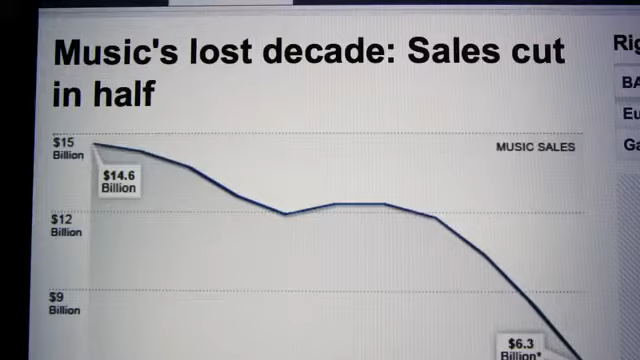 Music's lost decade: Sales cut
in half
$15
Billion
MUSIC SALES
$14.6
Billion
$12
Billion
$9
Billion
$6.3
Billion*